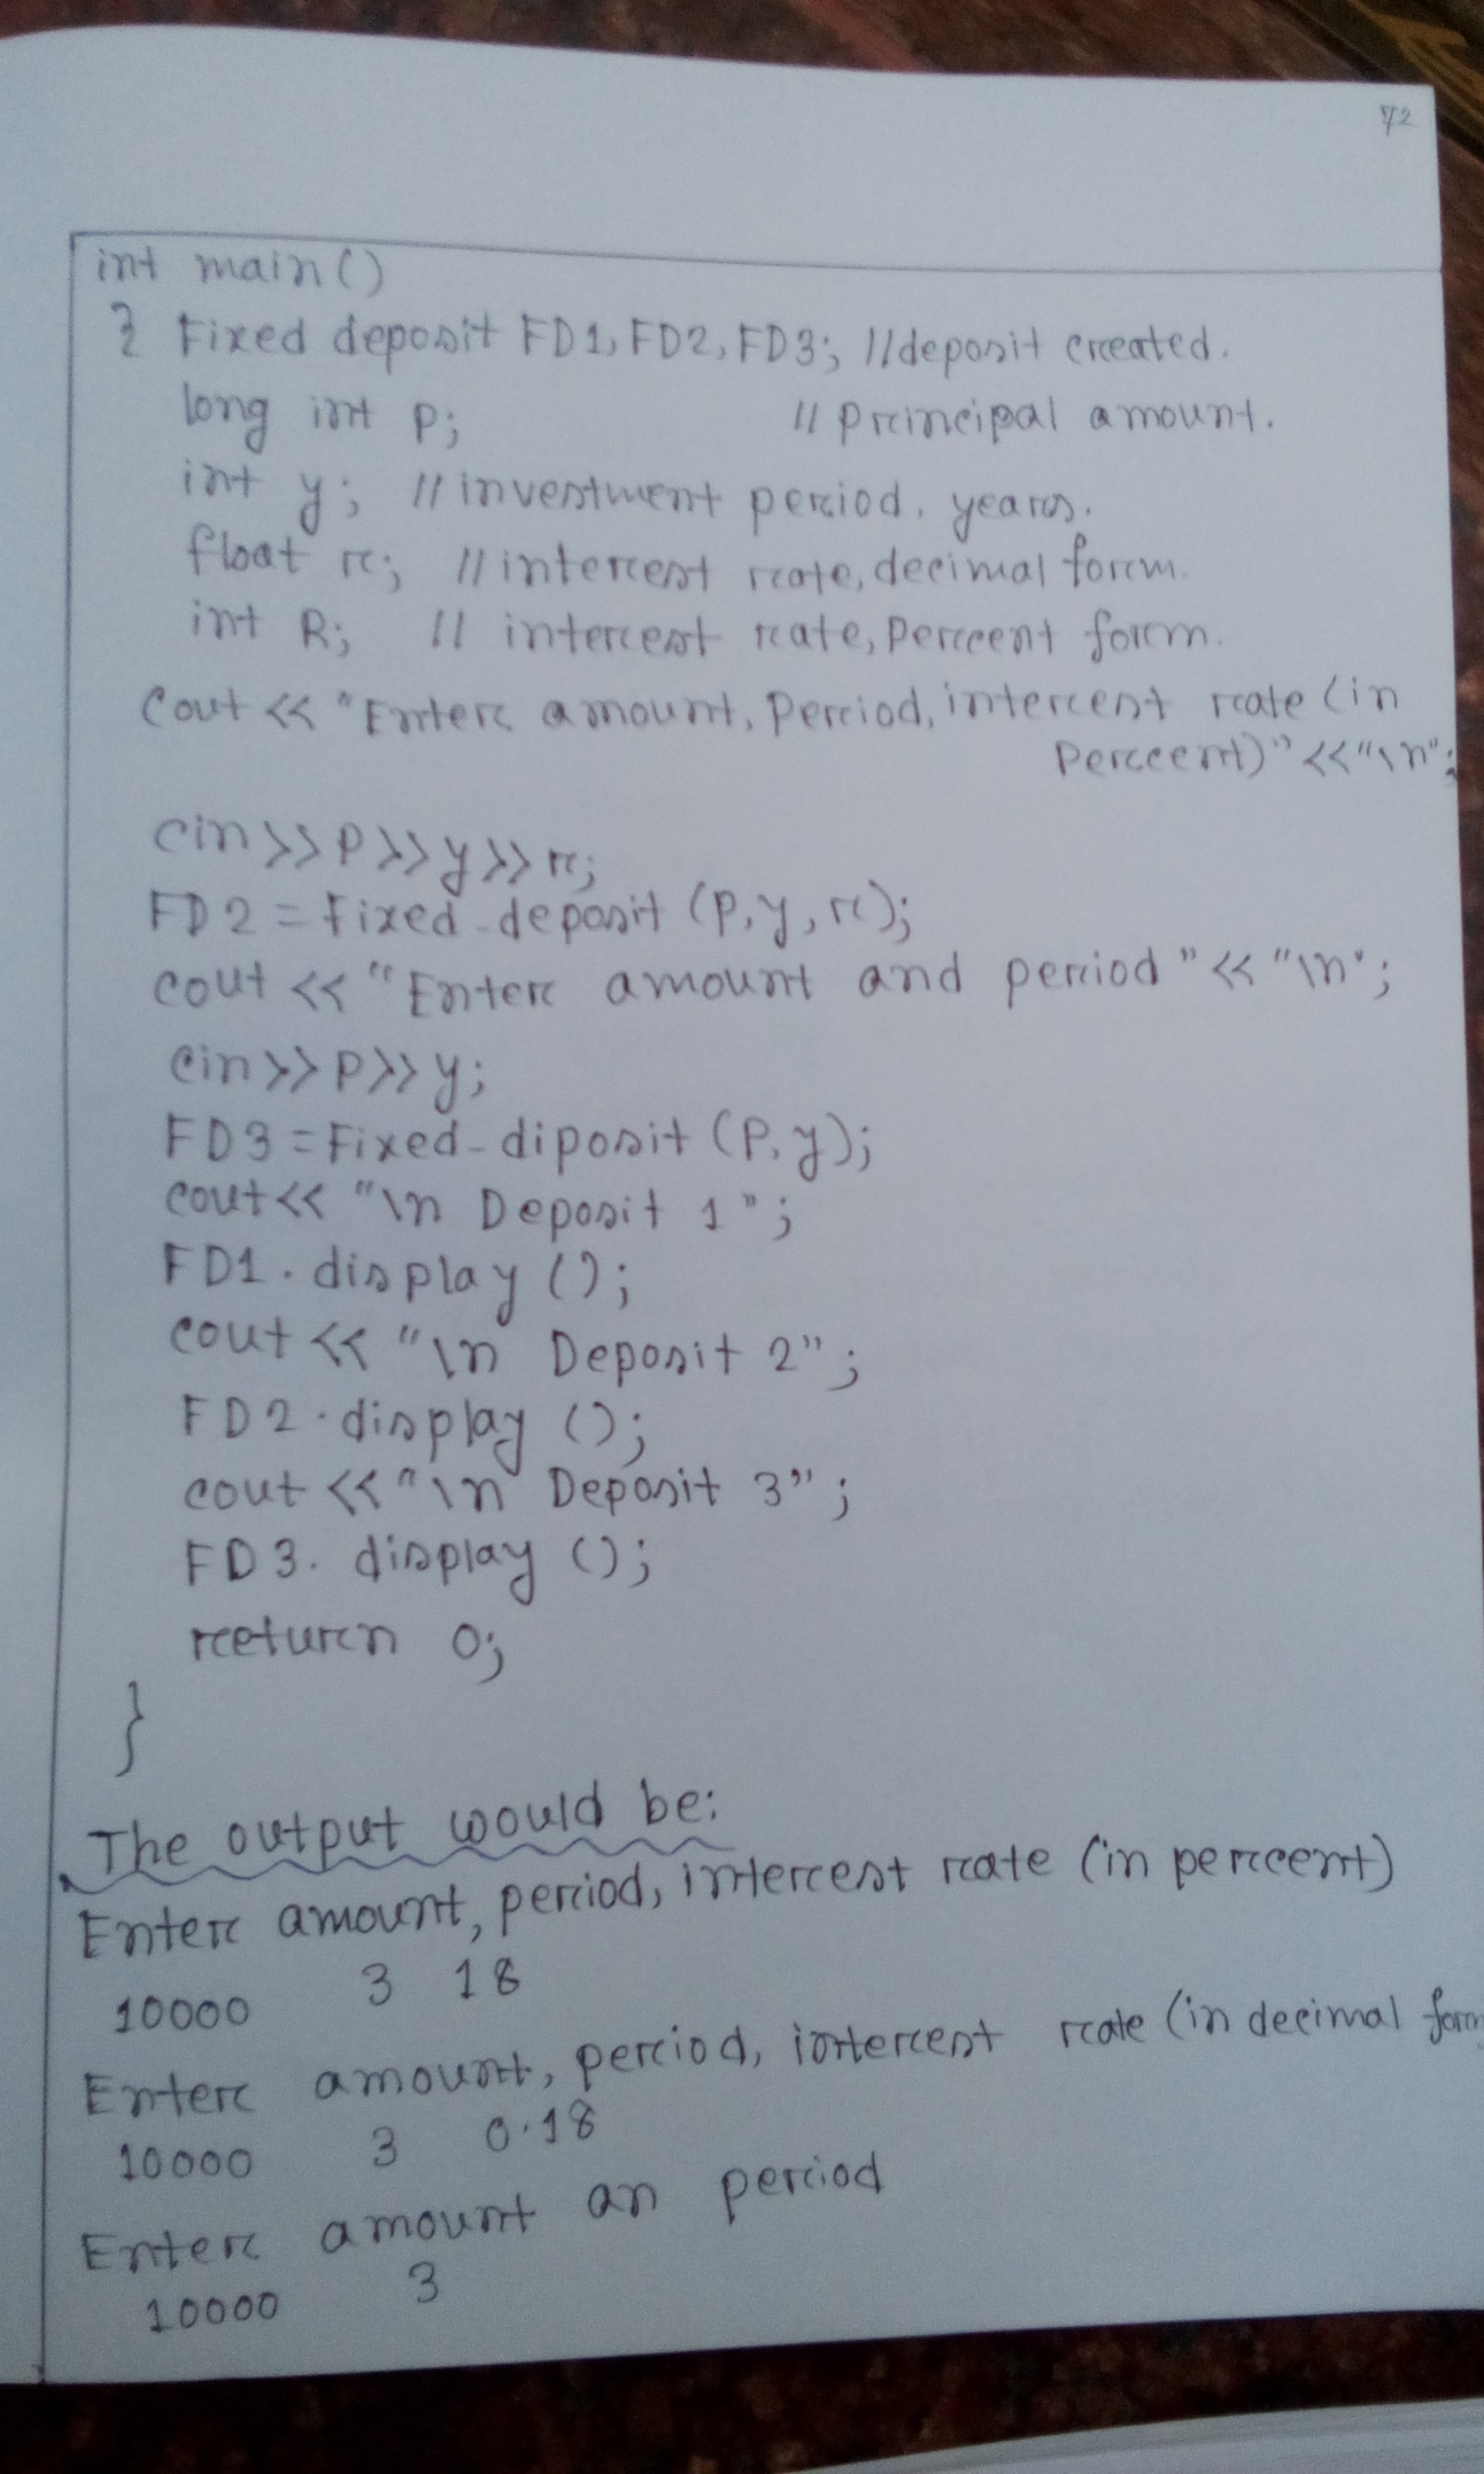 72
int main()
{ Fixed deposit FD1, FD2, FD3; //deposit created.
long int P; // Principal amount.
int y; // investment period. years.
float r; // interest rate, decimal form.
int R; // interest rate, Percent form.
Cout << "Enter amount, Period, interest rate (in
Percent)" << "\n";
cin >> P >> y >> r;
FD2 = Fixed-deposit (P, y, r);
cout << "Enter amount and period" << "\n";
cin >> P >> y;
FD3 = Fixed-diposit (P, y);
cout << "\n Deposit 1";
FD1. display ();
cout << "\n Deposit 2";
FD2. display ();
cout << "\n Deposit 3";
FD3. display ();
return 0;
}
The output would be:
Enter amount, period, interest rate (in percent)
10000 3 18
Enter amount, period, interest rate (in decimal form
10000 3 0.18
Enter amount an period
10000 3